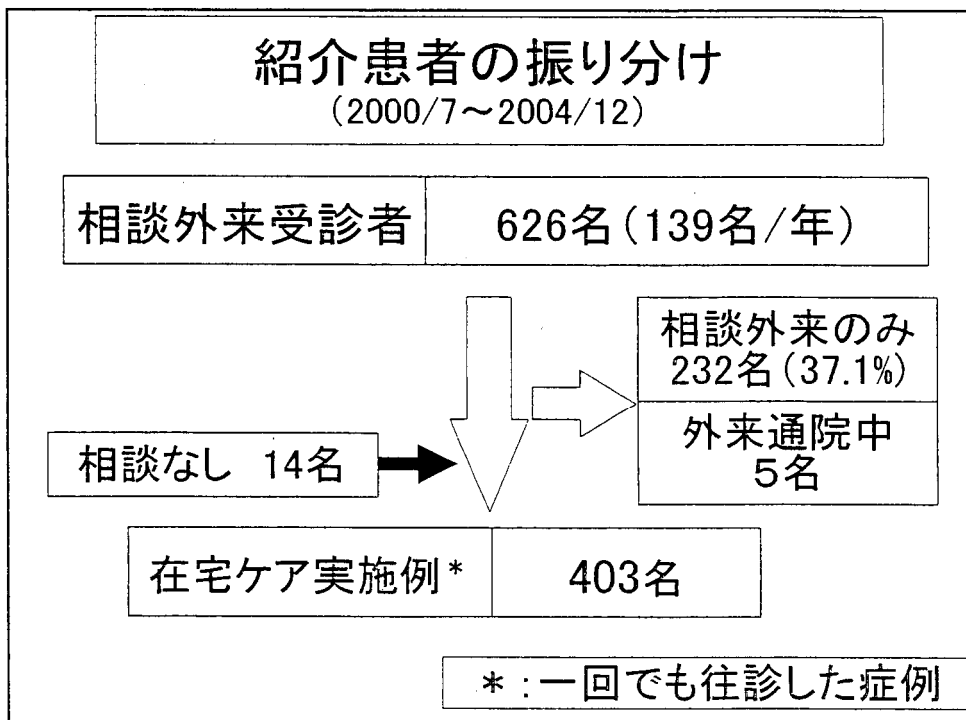 紹介患者の振り分け
(2000/7～2004/12)
相談外来受診者 626名(139名/年)
相談外来のみ
232名(37.1%)
外来通院中
5名
相談なし 14名
在宅ケア実施例* 403名
*:一回でも往診した症例